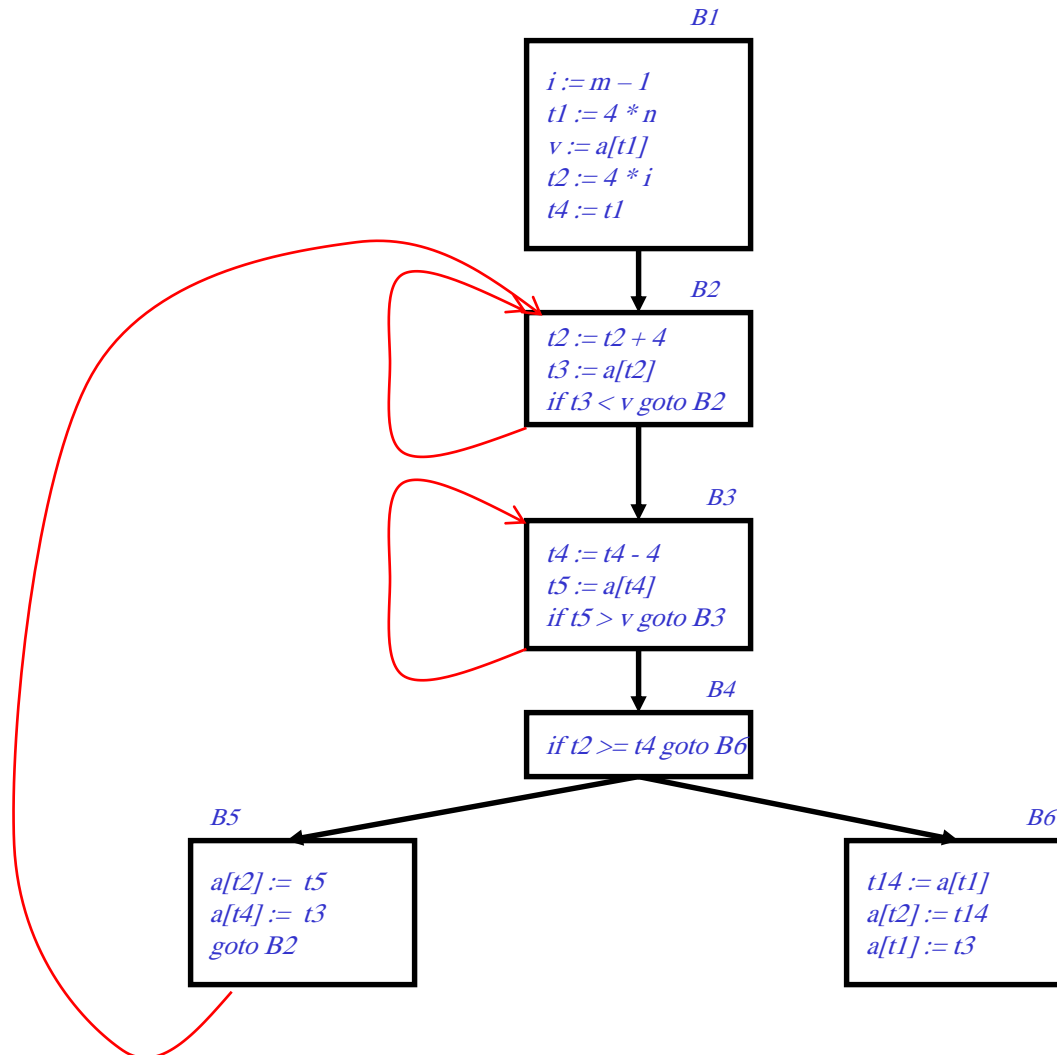 B1
i := m – 1
t1 := 4 * n
v := a[t1]
t2 := 4 * i
t4 := t1
B2
t2 := t2 + 4
t3 := a[t2]
if t3 < v goto B2
B3
t4 := t4 - 4
t5 := a[t4]
if t5 > v goto B3
B4
if t2 >= t4 goto B6
B5
a[t2] := t5
a[t4] := t3
goto B2
B6
t14 := a[t1]
a[t2] := t14
a[t1] := t3